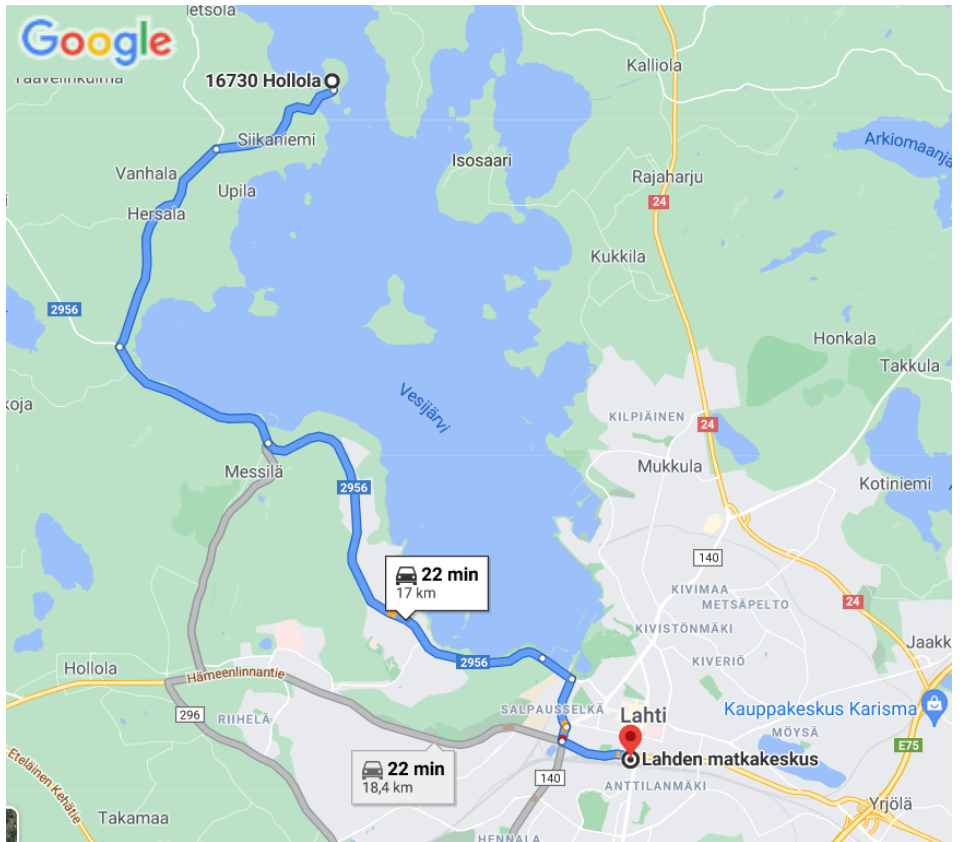 ietsola
Google
Kalliola
16730 Hollola
Siikaniemi
Arkiomaanj
Isosaari
Vanhala
Rajaharju
Upila
24
Hersala
Kukkila
2956
Honkala
Takkula
Vesijärvi
koja
KILPIÄINEN
24
Messilä
Mukkula
Kotiniemi
2956
140
22 min
17 km
KIVIMAA
METSÄPELTO
24
KIVISTÖNMÄKI
Jaakk
2956
KIVERIÖ
Hollola
Hämeenlinnantie
296
RIIHELÄ
SALPAUSSELKÄ
Lahti
Kauppakeskus Karisma
MÖYSÄ
E75
Lahden matkakeskus
22 min
18,4 km
140
ANTTILANMÄKI
Eteläinen Kehätie
Takamaa
Yrjölä
HENNALA